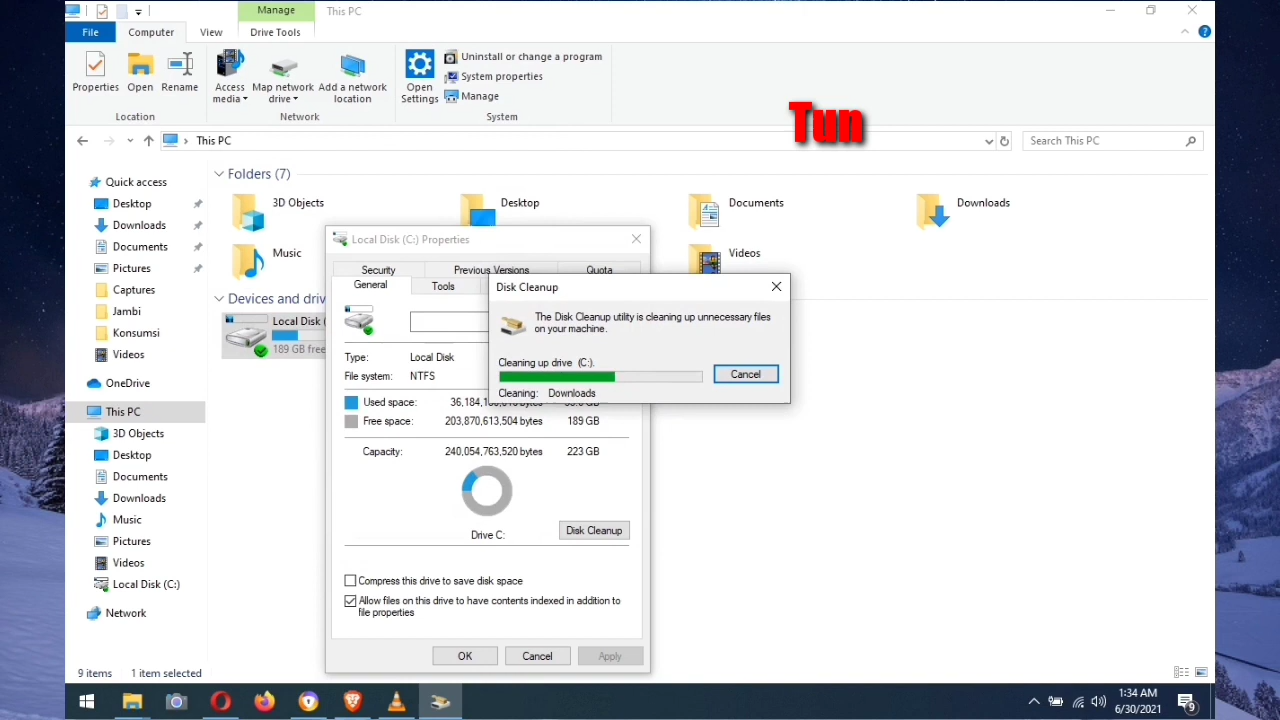 Manage
This PC
File
Computer
View
Drive Tools
Properties
Open
Rename
Access media
Map network drive
Add a network location
Open Settings
Uninstall or change a program
System properties
Manage
Location
Network
System
Tun
This PC
Search This PC
Quick access
Desktop
Downloads
Documents
Pictures
Captures
Jambi
Konsumsi
Videos
OneDrive
This PC
3D Objects
Desktop
Documents
Downloads
Music
Pictures
Videos
Local Disk (C:)
Network
Folders (7)
3D Objects
Desktop
Documents
Downloads
Music
Videos
Devices and driv
Local Disk (
189 GB free
Local Disk (C:) Properties
Security
Previous Versions
Quota
General
Tools
Type:
Local Disk
File system:
NTFS
Used space:
36,184,1
Free space:
203,870,613,504 bytes
189 GB
Capacity:
240,054,763,520 bytes
223 GB
Drive C:
Disk Cleanup
Compress this drive to save disk space
Allow files on this drive to have contents indexed in addition to
file properties
OK
Cancel
Apply
Disk Cleanup
The Disk Cleanup utility is cleaning up unnecessary files
on your machine.
Cleaning up drive (C:).
Cancel
Cleaning: Downloads
9 items
1 item selected
1:34 AM
6/30/2021
9